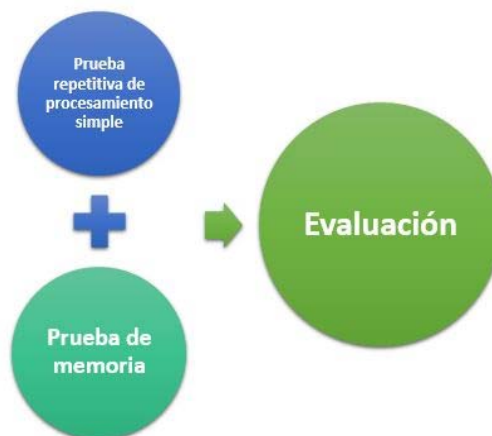 Prueba
repetitiva de
procesamiento
simple
Prueba de
memoria
Evaluación